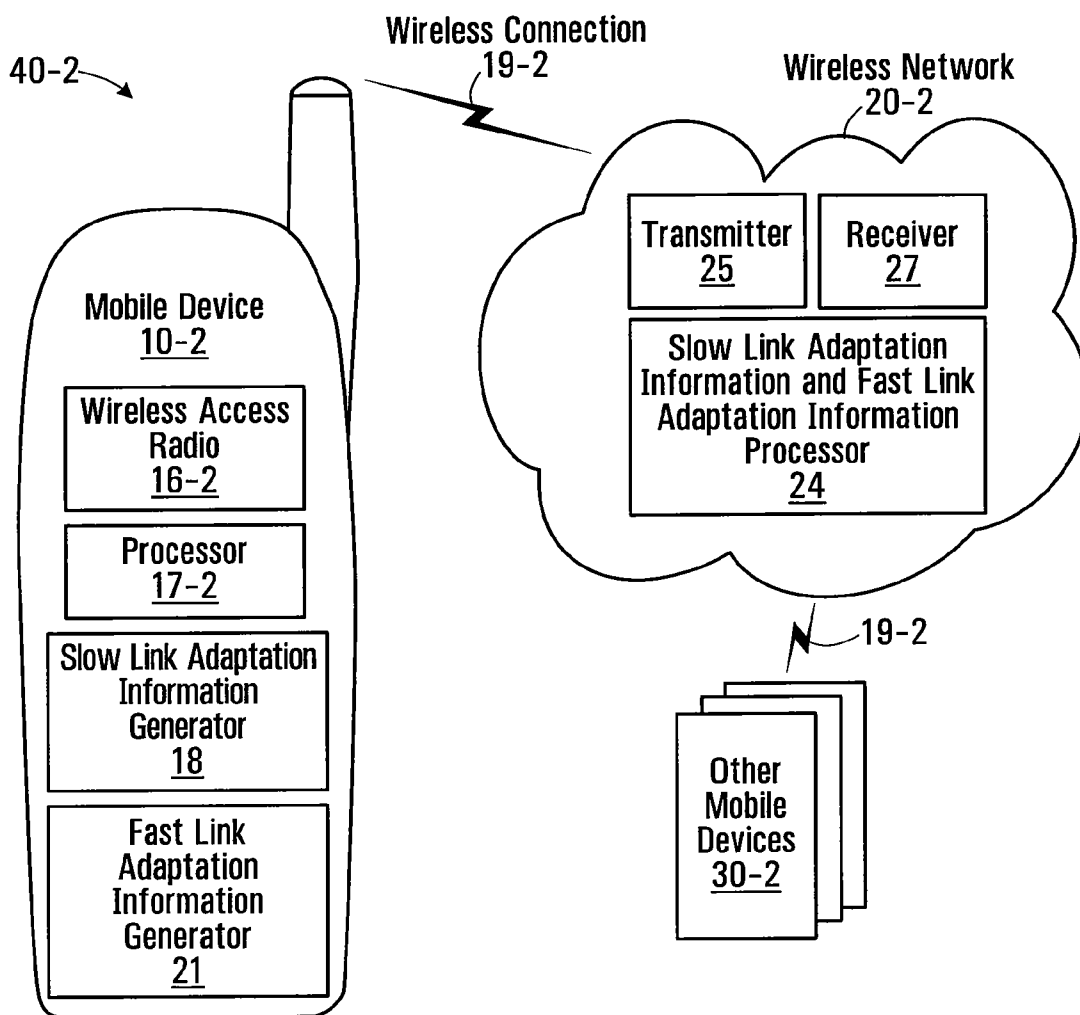 40-2
Wireless Connection
19-2
Wireless Network
20-2
Transmitter
25
Receiver
27
Slow Link Adaptation
Information and Fast Link
Adaptation Information
Processor
24
Mobile Device
10-2
Wireless Access
Radio
16-2
Processor
17-2
Slow Link Adaptation
Information
Generator
18
Fast Link
Adaptation
Information
Generator
21
19-2
Other
Mobile
Devices
30-2